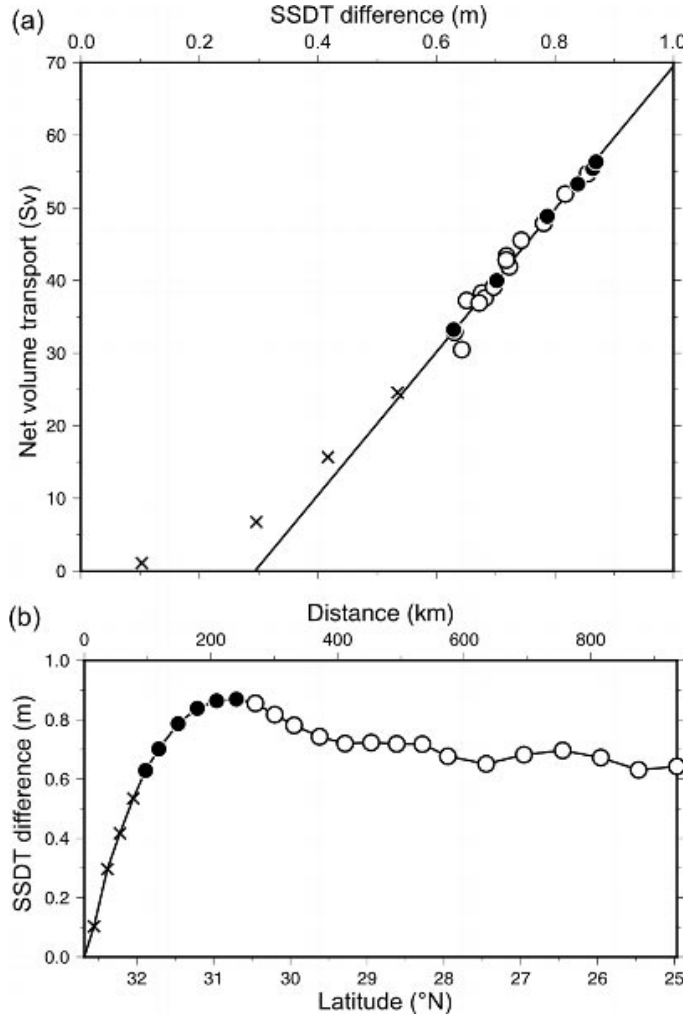 (a)
SSDT difference (m)
0.0 0.2 0.4 0.6 0.8 1.0
Net volume transport (Sv)
70
60
50
40
30
20
10
0
(b)
Distance (km)
0 200 400 600 800
SSDT difference (m)
1.0
0.8
0.6
0.4
0.2
0.0
32 31 30 29 28 27 26 25
Latitude (°N)